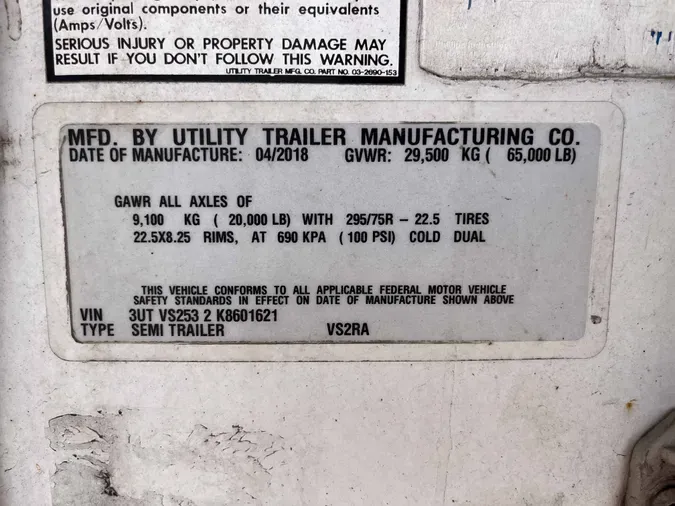 use original components or their equivalents
(Amps/Volts).
SERIOUS INJURY OR PROPERTY DAMAGE MAY
RESULT IF YOU DON'T FOLLOW THIS WARNING.
UTILITY TRAILER MFG. CO. PART NO. 03-2690-153
MFD. BY UTILITY TRAILER MANUFACTURING CO.
DATE OF MANUFACTURE: 04/2018 GVWR: 29,500 KG ( 65,000 LB)
GAWR ALL AXLES OF
9,100 KG ( 20,000 LB) WITH 295/75R - 22.5 TIRES
22.5X8.25 RIMS, AT 690 KPA ( 100 PSI) COLD DUAL
THIS VEHICLE CONFORMS TO ALL APPLICABLE FEDERAL MOTOR VEHICLE
SAFETY STANDARDS IN EFFECT ON DATE OF MANUFACTURE SHOWN ABOVE
VIN 3UT VS253 2 K8601621
TYPE SEMI TRAILER VS2RA